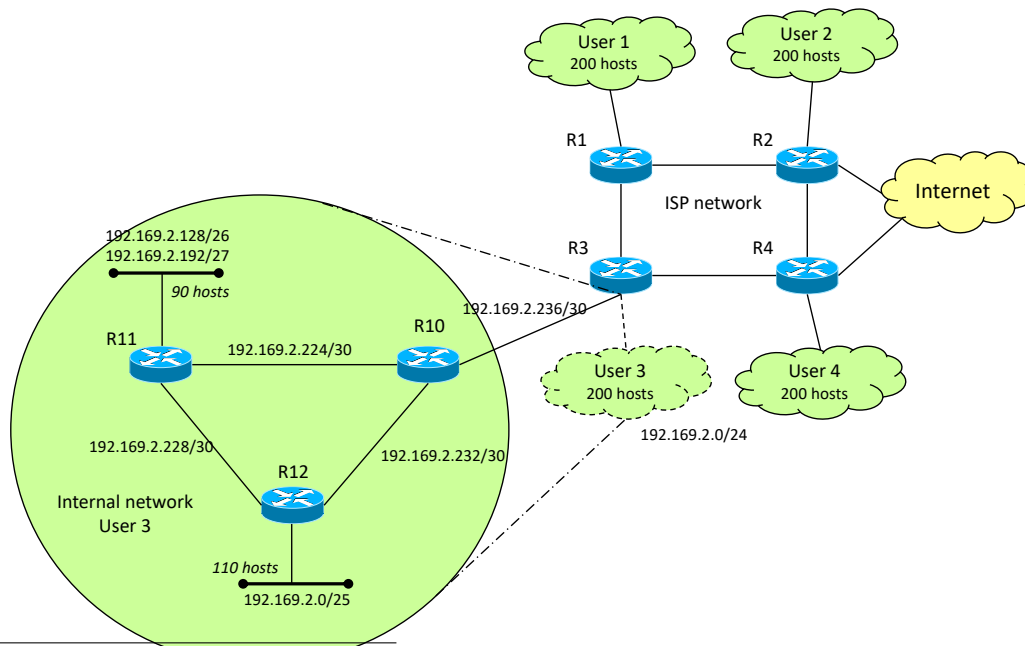 User 1
200 hosts
User 2
200 hosts
R1
R2
Internet
ISP network
R3
R4
192.169.2.128/26
192.169.2.192/27
90 hosts
192.169.2.236/30
R11
R10
192.169.2.224/30
User 3
200 hosts
User 4
200 hosts
192.169.2.0/24
192.169.2.228/30
192.169.2.232/30
R12
Internal network
User 3
110 hosts
192.169.2.0/25